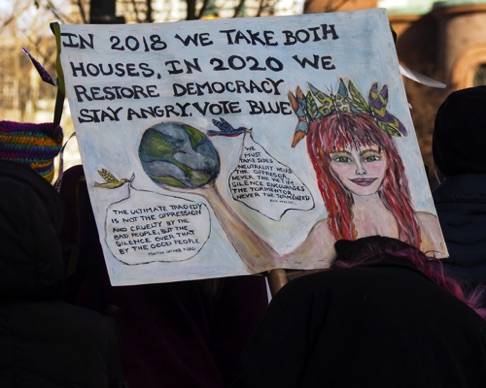 IN 2018 WE TAKE BOTH
HOUSES, IN 2020 WE
RESTORE DEMOCRACY
STAY ANGRY. VOTE BLUE
WE
MUST
TAKE SIDES
NEUTRALITY HELPS
THE OPPRESSOR
NEVER THE VICTIM
SILENCE ENCOURAGES
THE TORMENTOR,
NEVER THE TORMENTED
THE ULTIMATE TRAGEDY
IS NOT THE OPPRESSION
AND CRUELTY BY THE
BAD PEOPLE, BUT THE
SILENCE OVER THAT
BY THE GOOD PEOPLE
MARTIN LUTHER KING